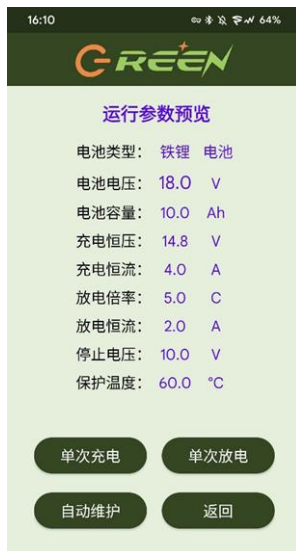 16:10 64%
GREEN
运行参数预览
电池类型： 铁锂 电池
电池电压： 18.0 V
电池容量： 10.0 Ah
充电恒压： 14.8 V
充电恒流： 4.0 A
放电倍率： 5.0 C
放电恒流： 2.0 A
停止电压： 10.0 V
保护温度： 60.0 °C
单次充电 单次放电
自动维护 返回